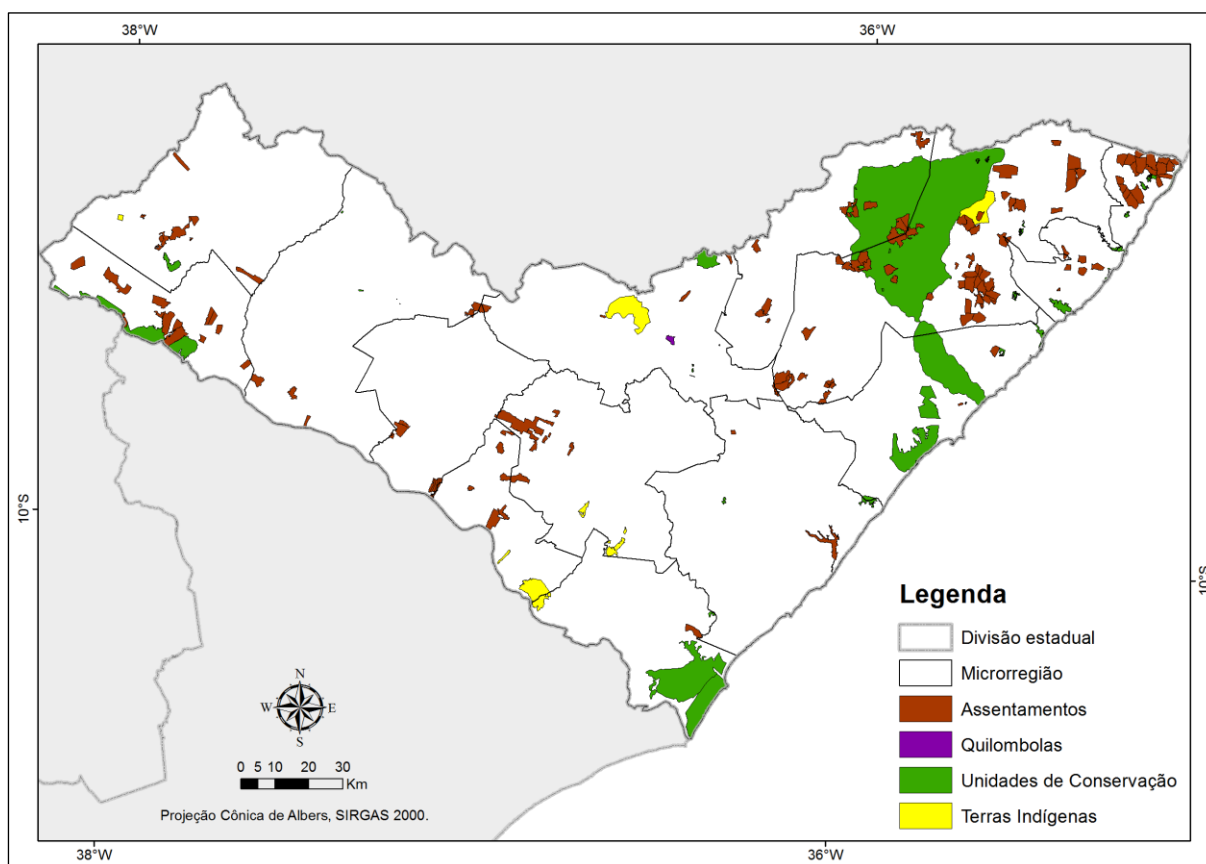 38°W
36°W
10°S
10°S
Legenda
Divisão estadual
Microrregião
Assentamentos
Quilombolas
Unidades de Conservação
Terras Indígenas
N
W E
S
0 5 10 20 30
Km
Projeção Cônica de Albers, SIRGAS 2000.
38°W
36°W